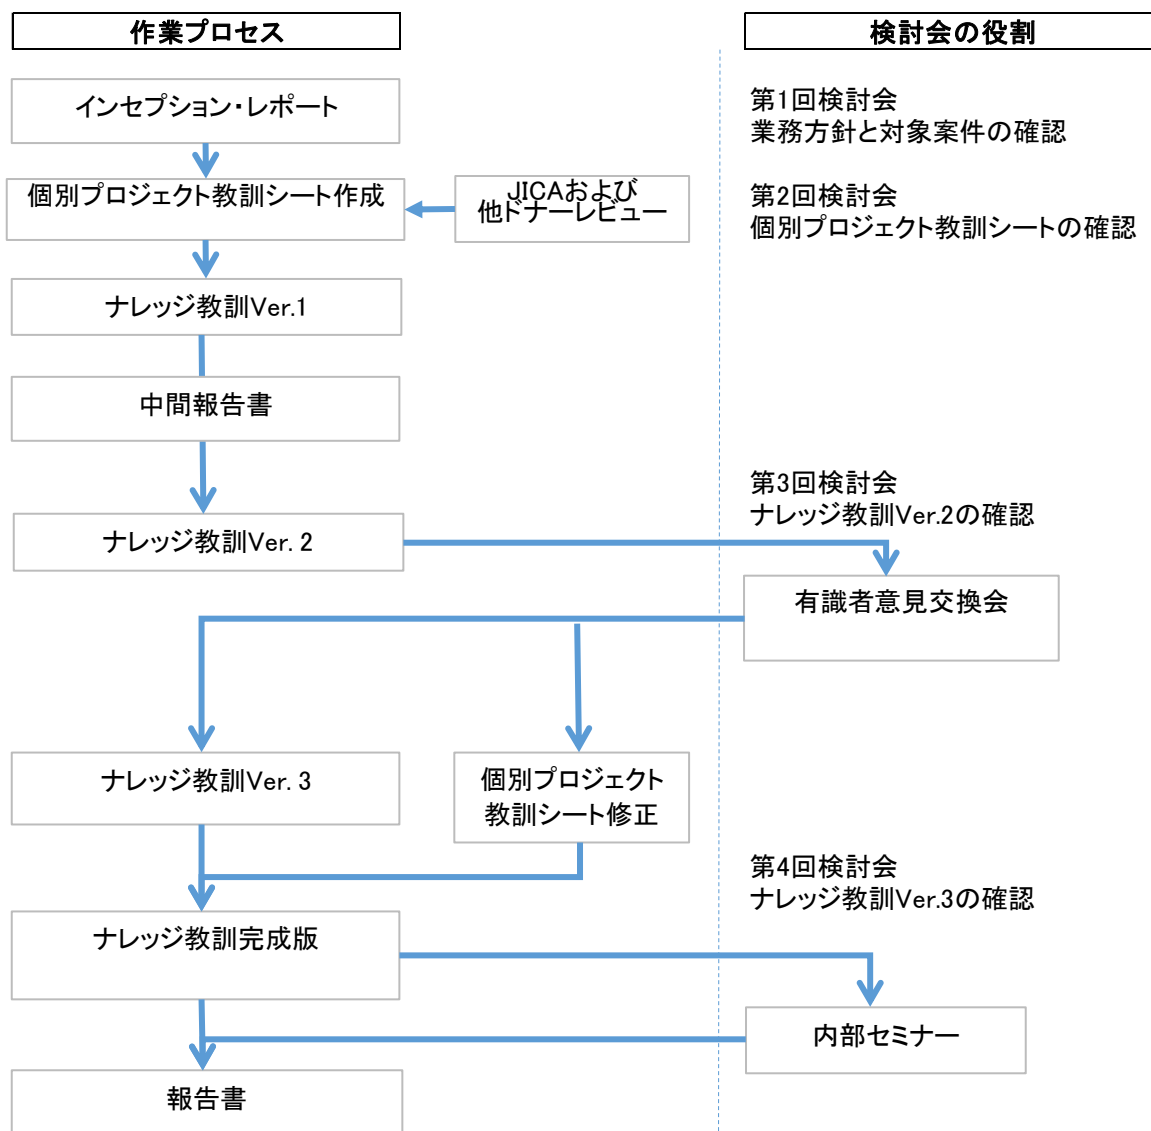 作業プロセス
検討会の役割
インセプション・レポート
第1回検討会
業務方針と対象案件の確認
個別プロジェクト教訓シート作成
JICAおよび
他ドナーレビュー
第2回検討会
個別プロジェクト教訓シートの確認
ナレッジ教訓Ver.1
中間報告書
第3回検討会
ナレッジ教訓Ver.2の確認
ナレッジ教訓Ver. 2
有識者意見交換会
ナレッジ教訓Ver. 3
個別プロジェクト
教訓シート修正
第4回検討会
ナレッジ教訓Ver.3の確認
ナレッジ教訓完成版
内部セミナー
報告書